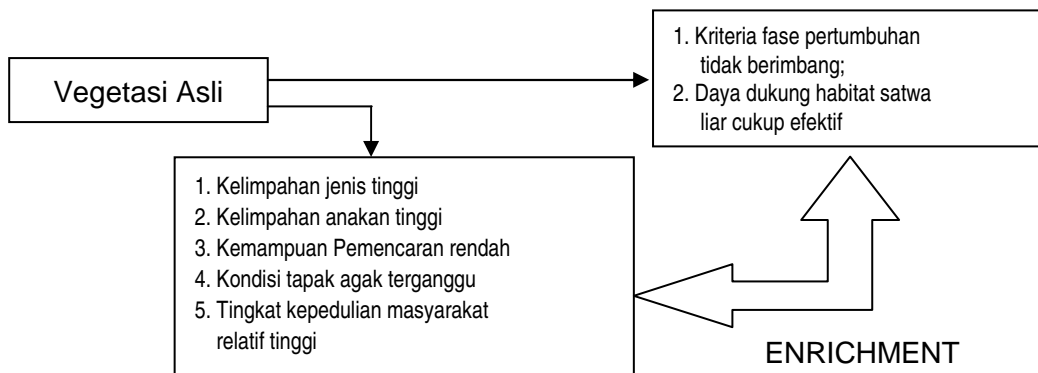 Vegetasi Asli
1. Kriteria fase pertumbuhan
tidak berimbang;
2. Daya dukung habitat satwa
liar cukup efektif
1. Kelimpahan jenis tinggi
2. Kelimpahan anakan tinggi
3. Kemampuan Pemencaran rendah
4. Kondisi tapak agak terganggu
5. Tingkat kepedulian masyarakat
relatif tinggi
ENRICHMENT